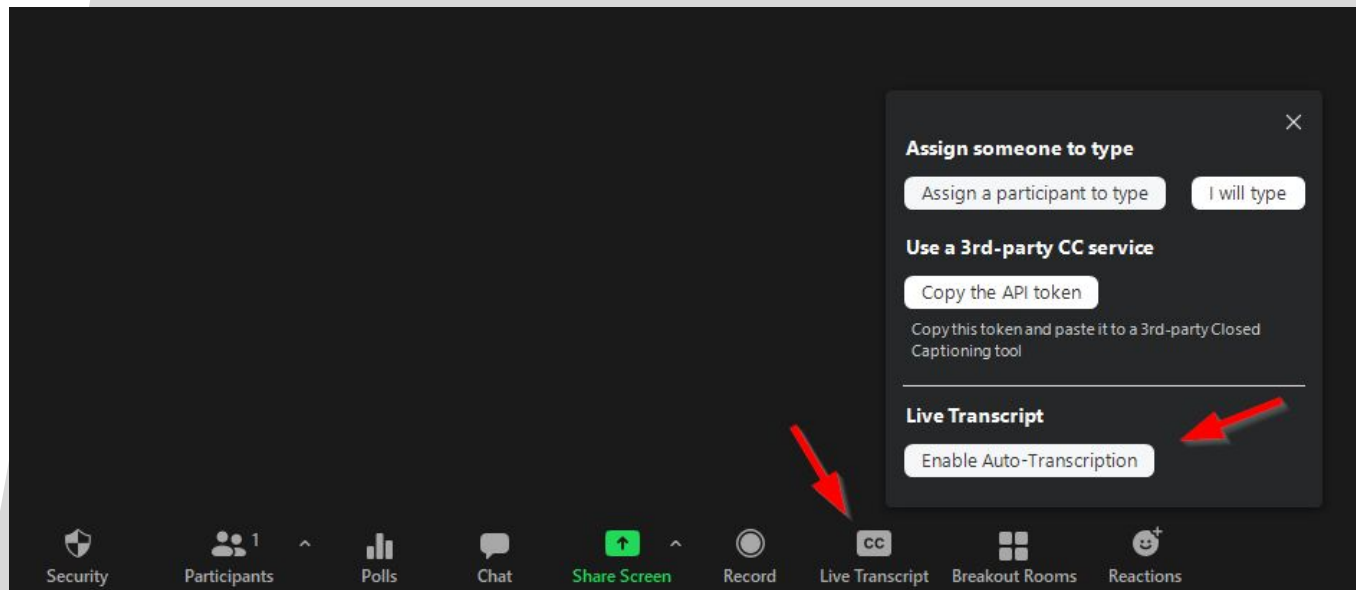 Assign someone to type
Assign a participant to type
I will type
Use a 3rd-party CC service
Copy the API token
Copy this token and paste it to a 3rd-party Closed
Captioning tool
Live Transcript
Enable Auto-Transcription
1
CC
Security
Participants
Polls
Chat
Share Screen
Record
Live Transcript
Breakout Rooms
Reactions